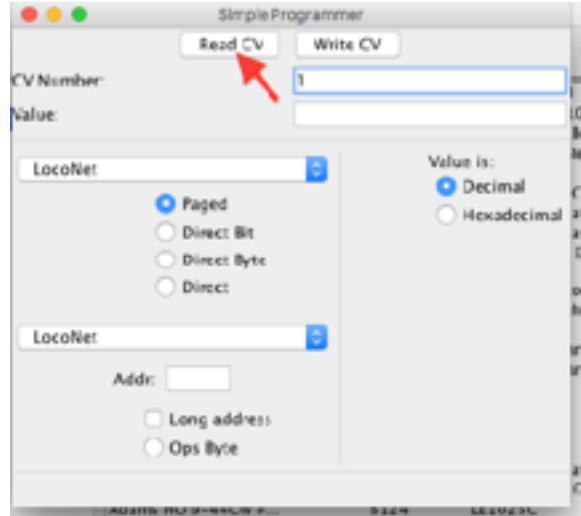 Simple Programmer
Read CV Write CV
CV Number: 1
Value:
LocoNet
Value is:
Paged
Decimal
Direct Bit
Hexadecimal
Direct Byte
Direct
LocoNet
Addr:
Long address
Ops Byte